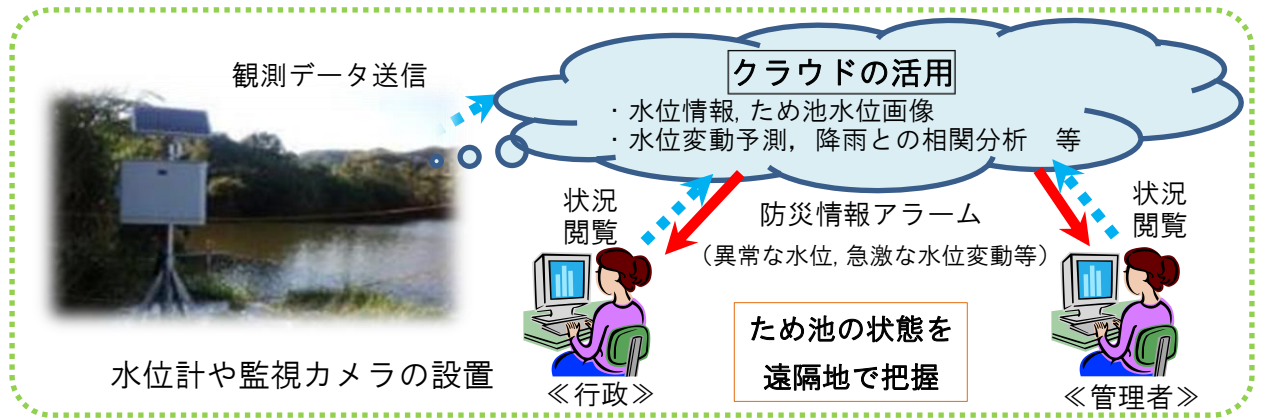 観測データ送信
クラウドの活用
・水位情報, ため池水位画像
・水位変動予測，降雨との相関分析　等
状況
閲覧
防災情報アラーム
（異常な水位, 急激な水位変動等）
状況
閲覧
ため池の状態を
遠隔地で把握
水位計や監視カメラの設置
≪行政≫
≪管理者≫